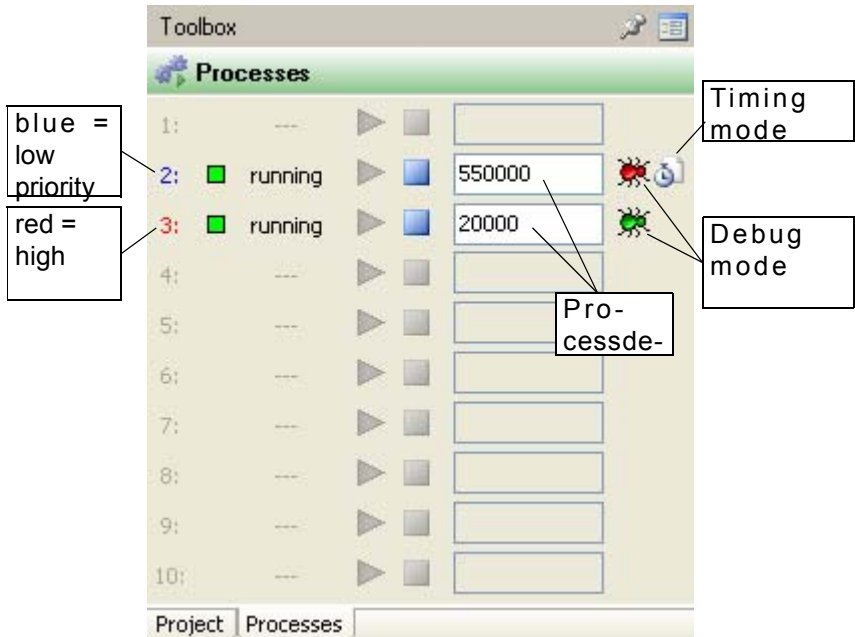 Toolbox
Processes
1: ---
2: running 550000
3: running 20000
4: ---
5: ---
6: ---
7: ---
8: ---
9: ---
10: ---
Project Processes
blue =
low
priority
red =
high
Timing
mode
Debug
mode
Pro-
cessde-